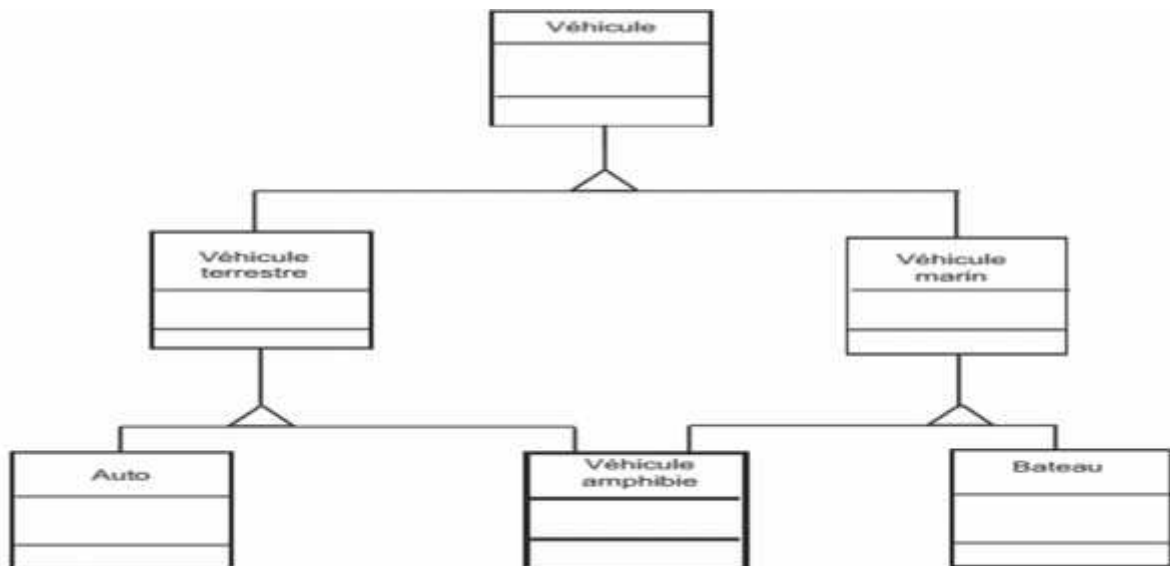 Véhicule
Véhicule
terrestre
Véhicule
marin
Auto
Véhicule
amphibie
Bateau